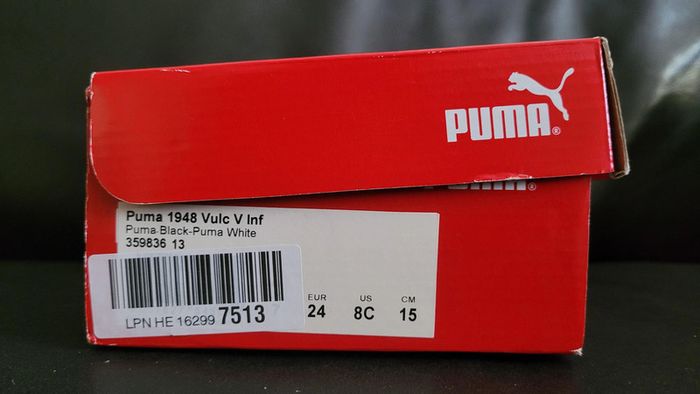 PUMA®
PUMA
Puma 1948 Vulc V Inf
Puma Black-Puma White
359836 13
EUR US CM
24 8C 15
LPN HE 16299 7513